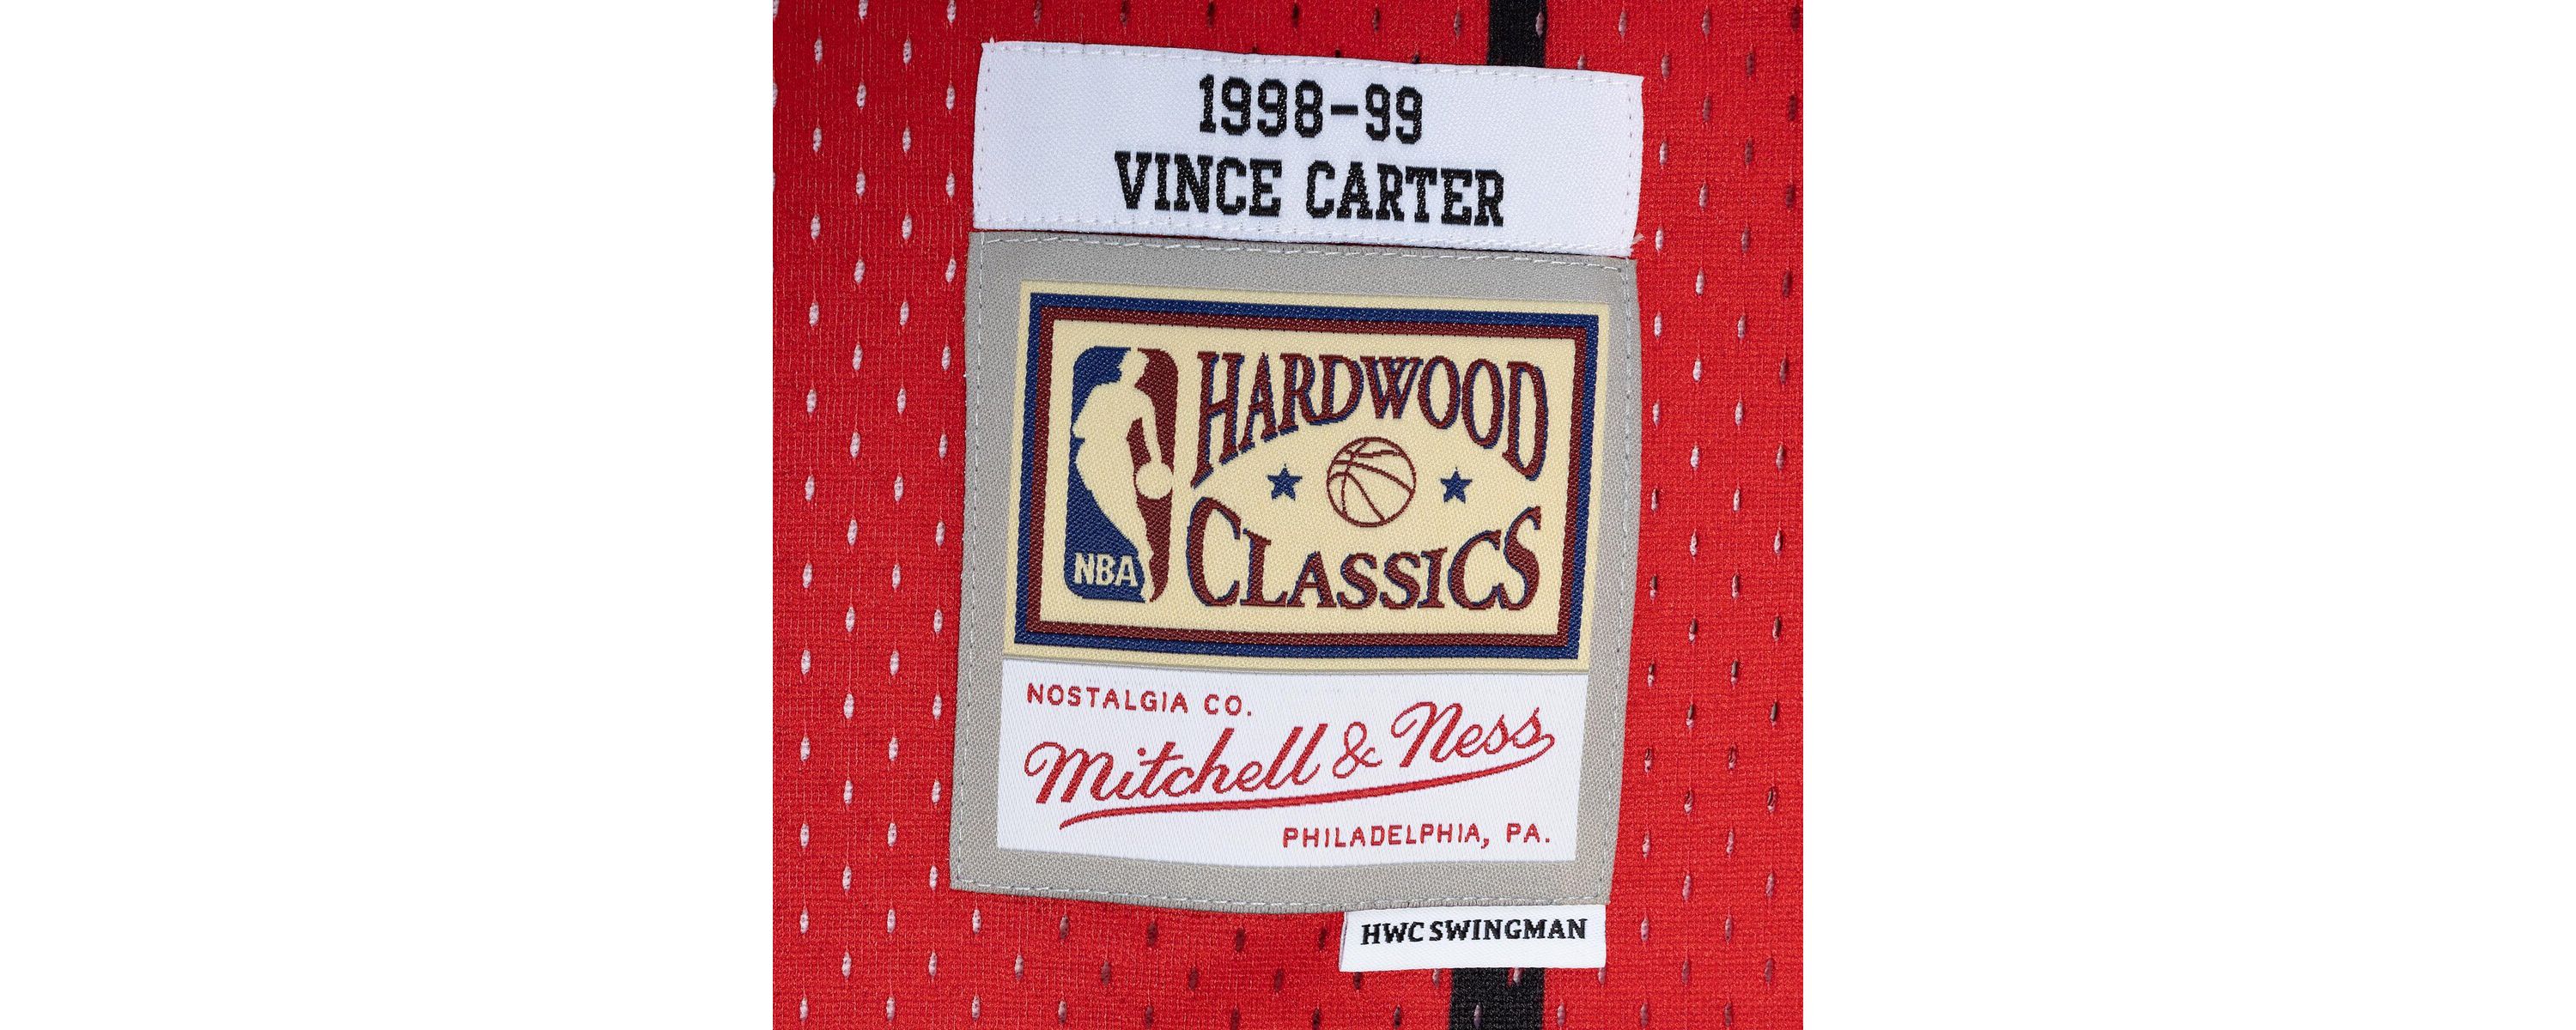 1998-99
VINCE CARTER
HARDWOOD
CLASSICS
NBA
NOSTALGIA CO.
Mitchell & Ness
PHILADELPHIA, PA.
HWC SWINGMAN